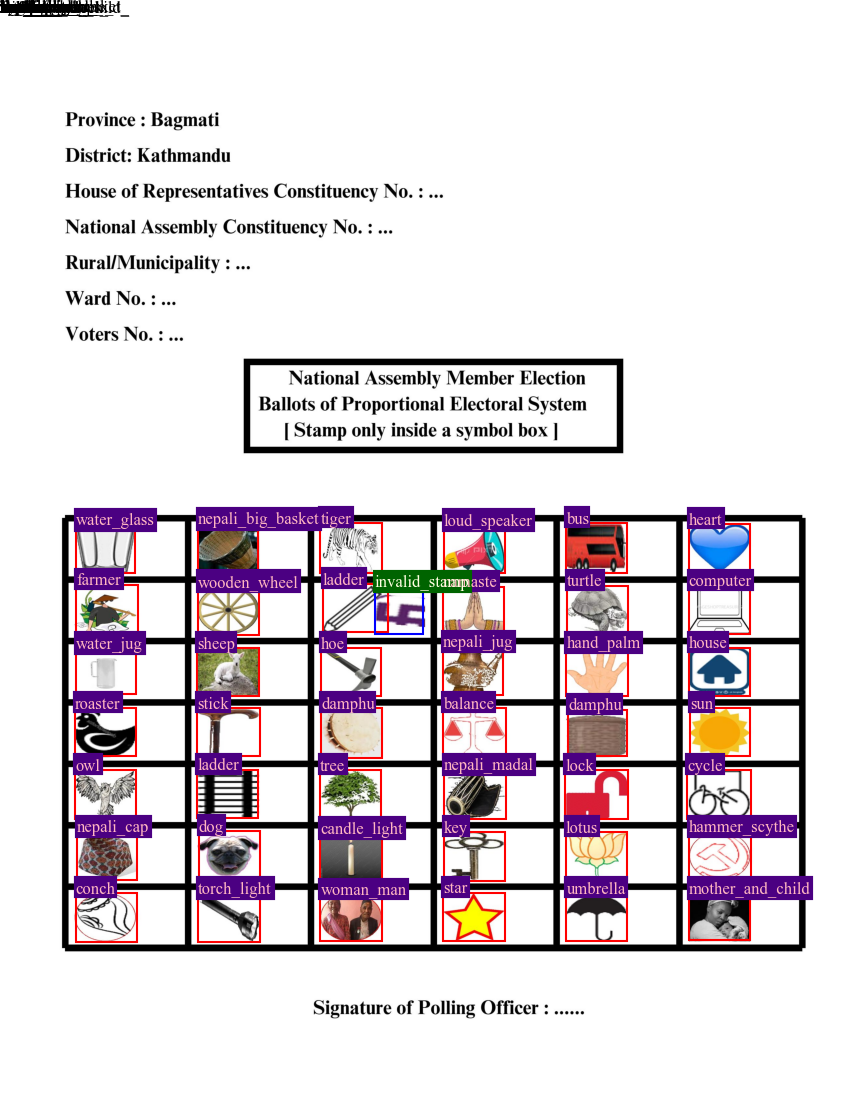 Province : Bagmati
District: Kathmandu
House of Representatives Constituency No. : ...
National Assembly Constituency No. : ...
Rural/Municipality : ...
Ward No. : ...
Voters No. : ...
National Assembly Member Election
Ballots of Proportional Electoral System
[ Stamp only inside a symbol box ]
water_glass nepali_big_basket tiger loud_speaker bus heart
farmer wooden_wheel ladder invalid_stamp turtle computer
water_jug sheep hoe nepali_jug hand_palm house
roaster stick damphu balance damphu sun
owl ladder tree nepali_madal lock cycle
nepali_cap dog candle_light key lotus hammer_scythe
conch torch_light woman_man star umbrella mother_and_child
Signature of Polling Officer : ......